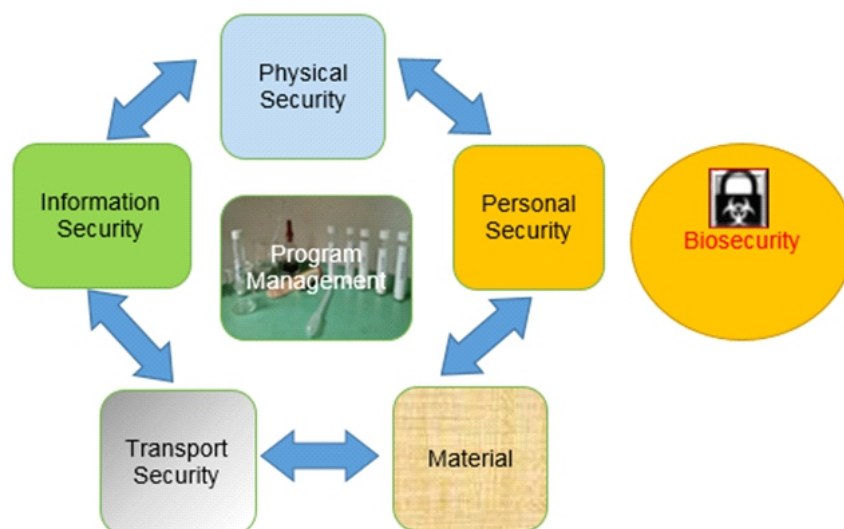 Physical
Security
Information
Security
Personal
Security
Biosecurity
Program
Management
Transport
Security
Material